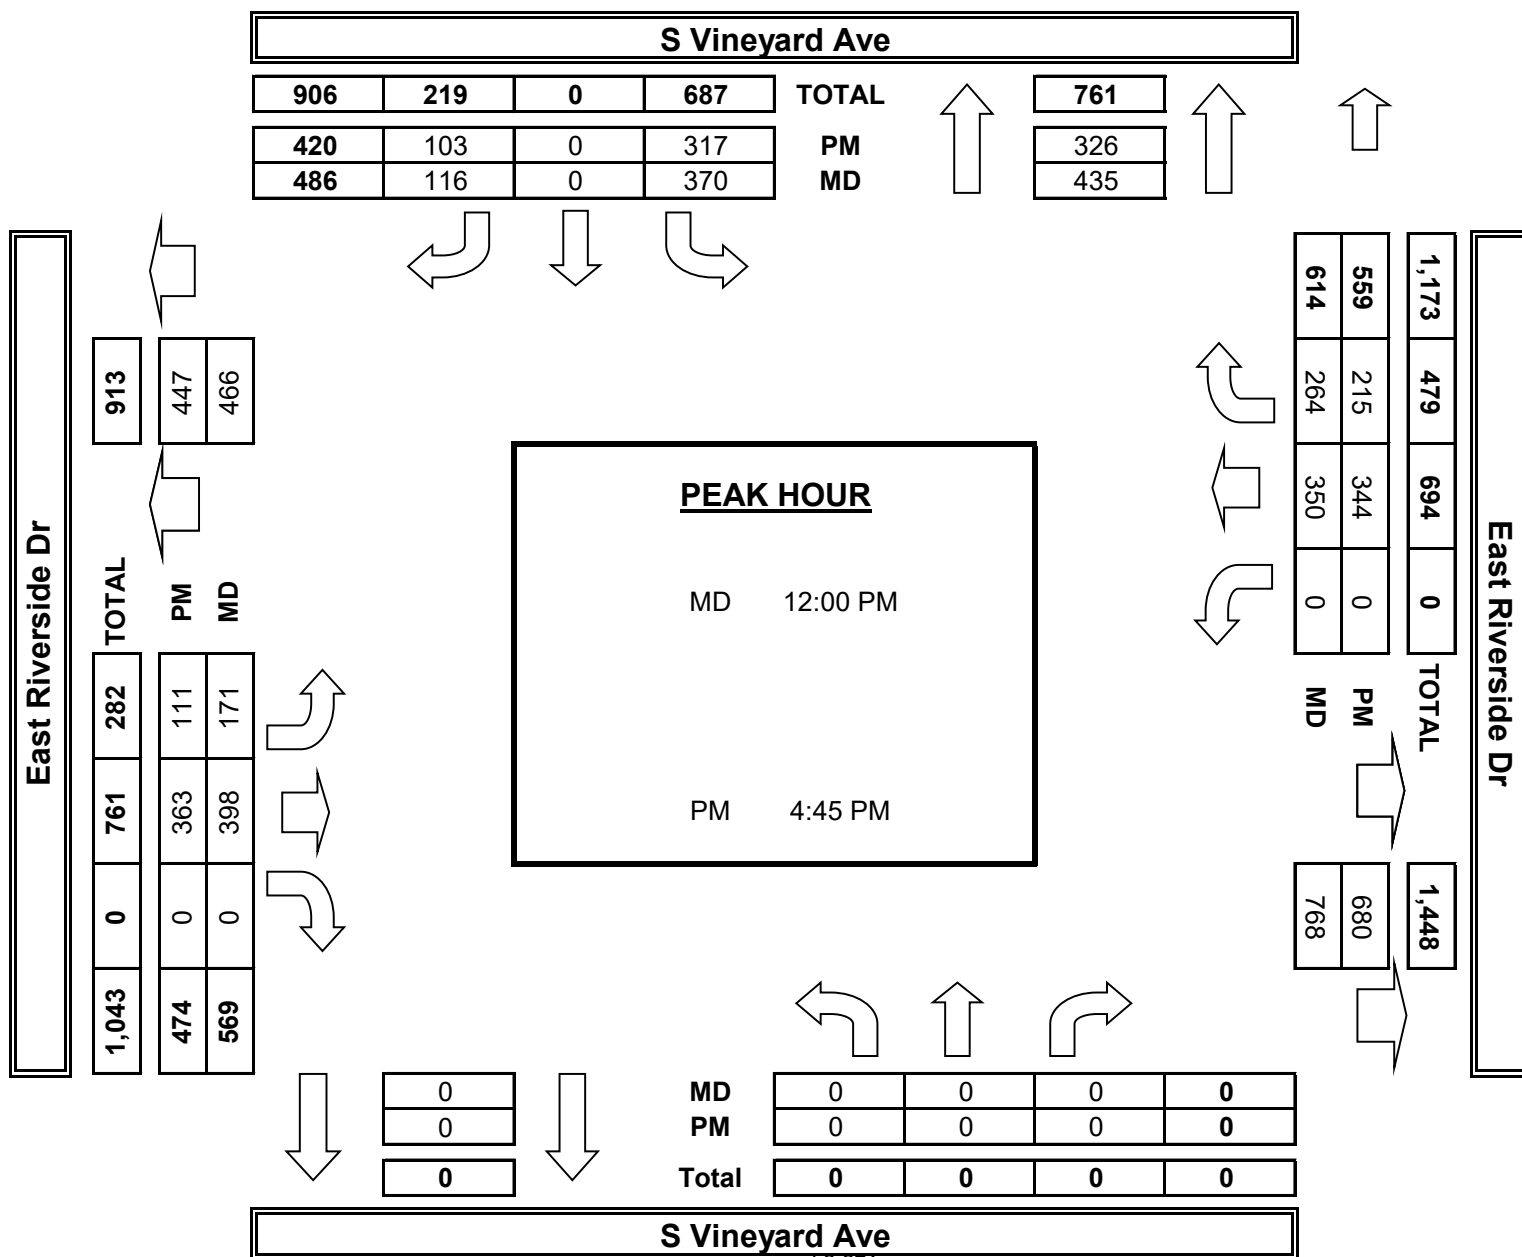 S Vineyard Ave
906 219 0 687 TOTAL 761
420 103 0 317 PM 326
486 116 0 370 MD 435
East Riverside Dr
913
447
466
TOTAL
PM
MD
282 761 0 1,043
111 363 0 474
171 398 0 569
PEAK HOUR
MD 12:00 PM
PM 4:45 PM
1,173 479 694 0 TOTAL
559 215 344 0 PM
614 264 350 0 MD
1,448
680
768
East Riverside Dr
0 MD 0 0 0 0
0 PM 0 0 0 0
0 Total 0 0 0 0
S Vineyard Ave